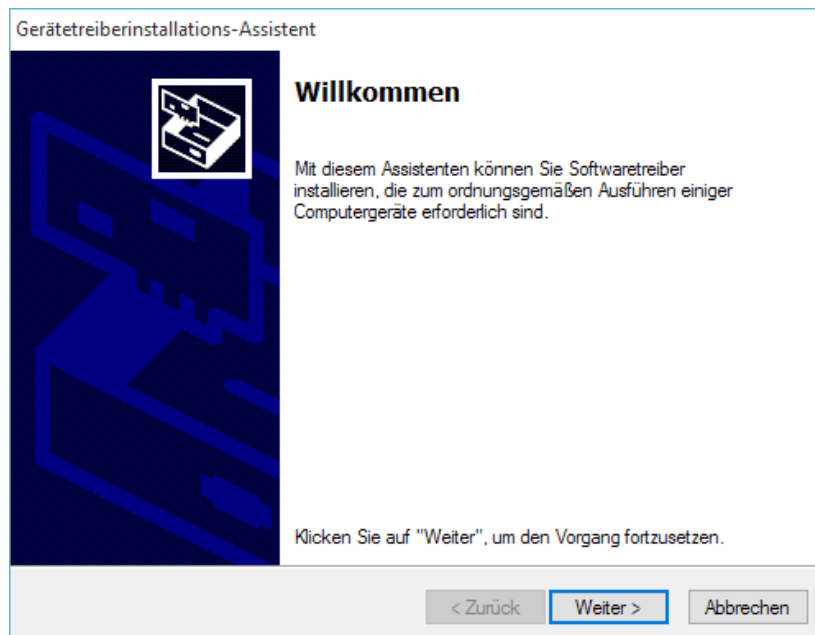 Gerätetreiberinstallations-Assistent
Willkommen
Mit diesem Assistenten können Sie Softwaretreiber
installieren, die zum ordnungsgemäßen Ausführen einiger
Computergeräte erforderlich sind.
Klicken Sie auf "Weiter", um den Vorgang fortzusetzen.
< Zurück
Weiter >
Abbrechen